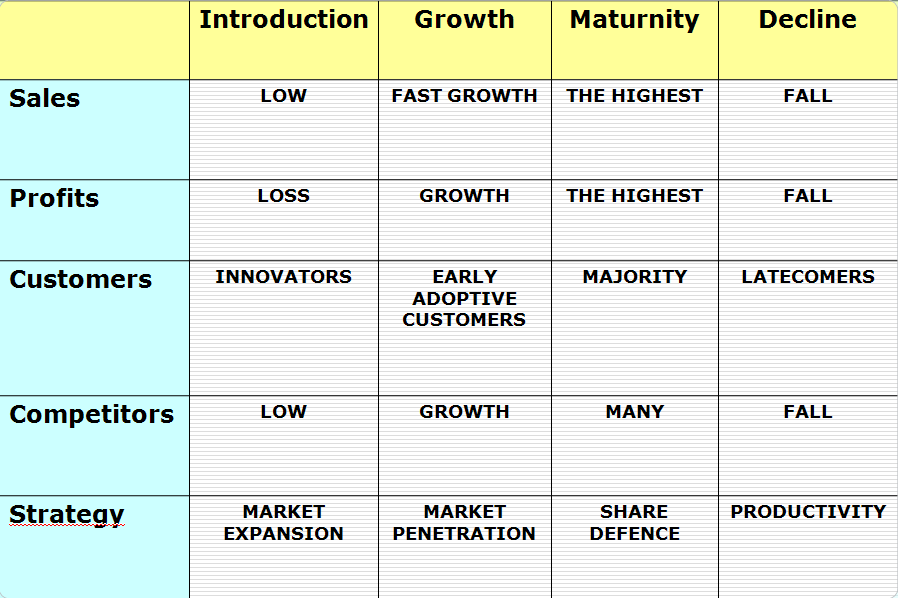 Introduction Growth Maturnity Decline
Sales LOW FAST GROWTH THE HIGHEST FALL
Profits LOSS GROWTH THE HIGHEST FALL
Customers INNOVATORS EARLY MAJORITY LATECOMERS
ADOPTIVE
CUSTOMERS
Competitors LOW GROWTH MANY FALL
Strategy MARKET MARKET SHARE PRODUCTIVITY
EXPANSION PENETRATION DEFENCE